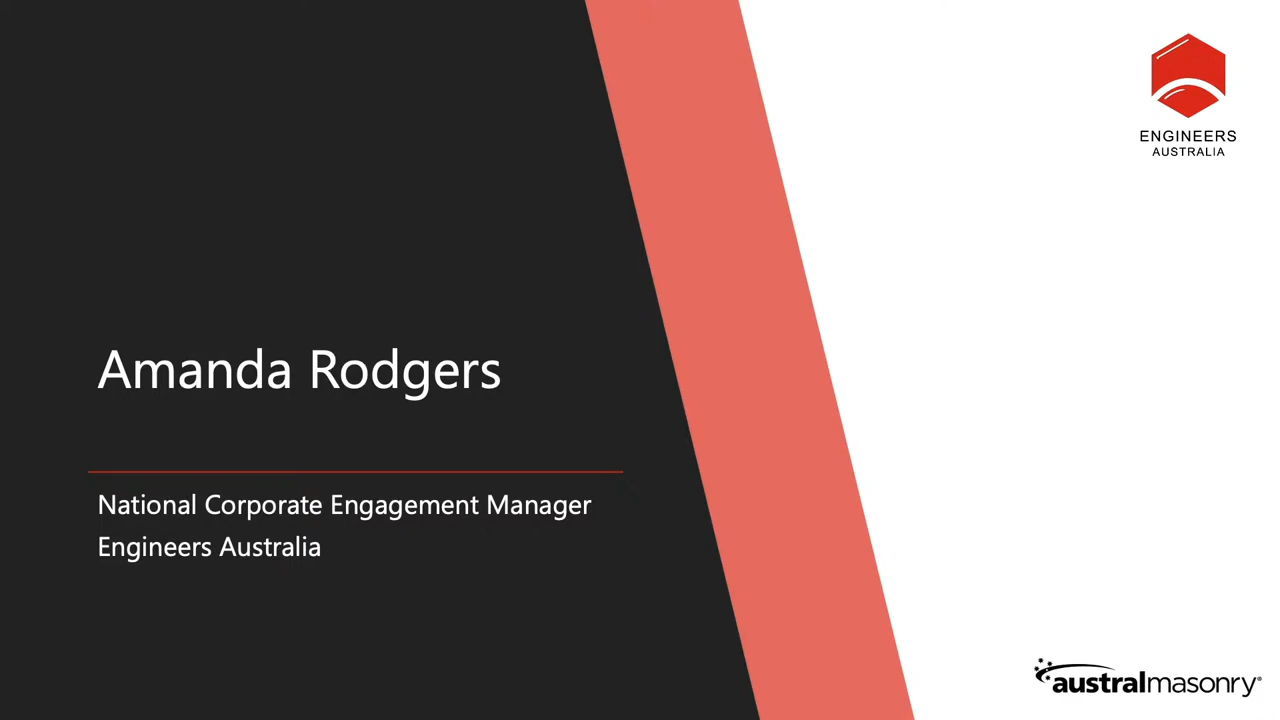 ENGINEERS
AUSTRALIA
Amanda Rodgers
National Corporate Engagement Manager
Engineers Australia
australmasonry®